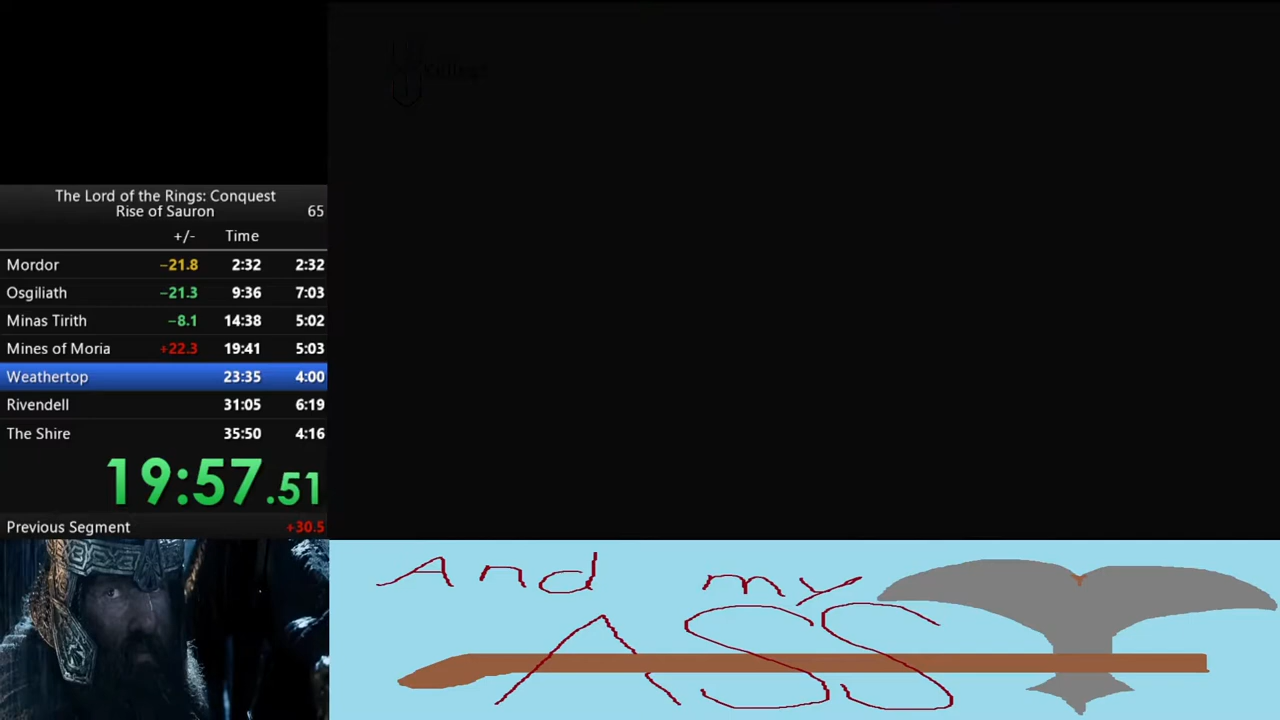 The Lord of the Rings: Conquest
Rise of Sauron 65
+/- Time
Mordor −21.8 2:32 2:32
Osgiliath −21.3 9:36 7:03
Minas Tirith −8.1 14:38 5:02
Mines of Moria +22.3 19:41 5:03
Weathertop 23:35 4:00
Rivendell 31:05 6:19
The Shire 35:50 4:16
19:57.51
Previous Segment +30.5
And my
ASS